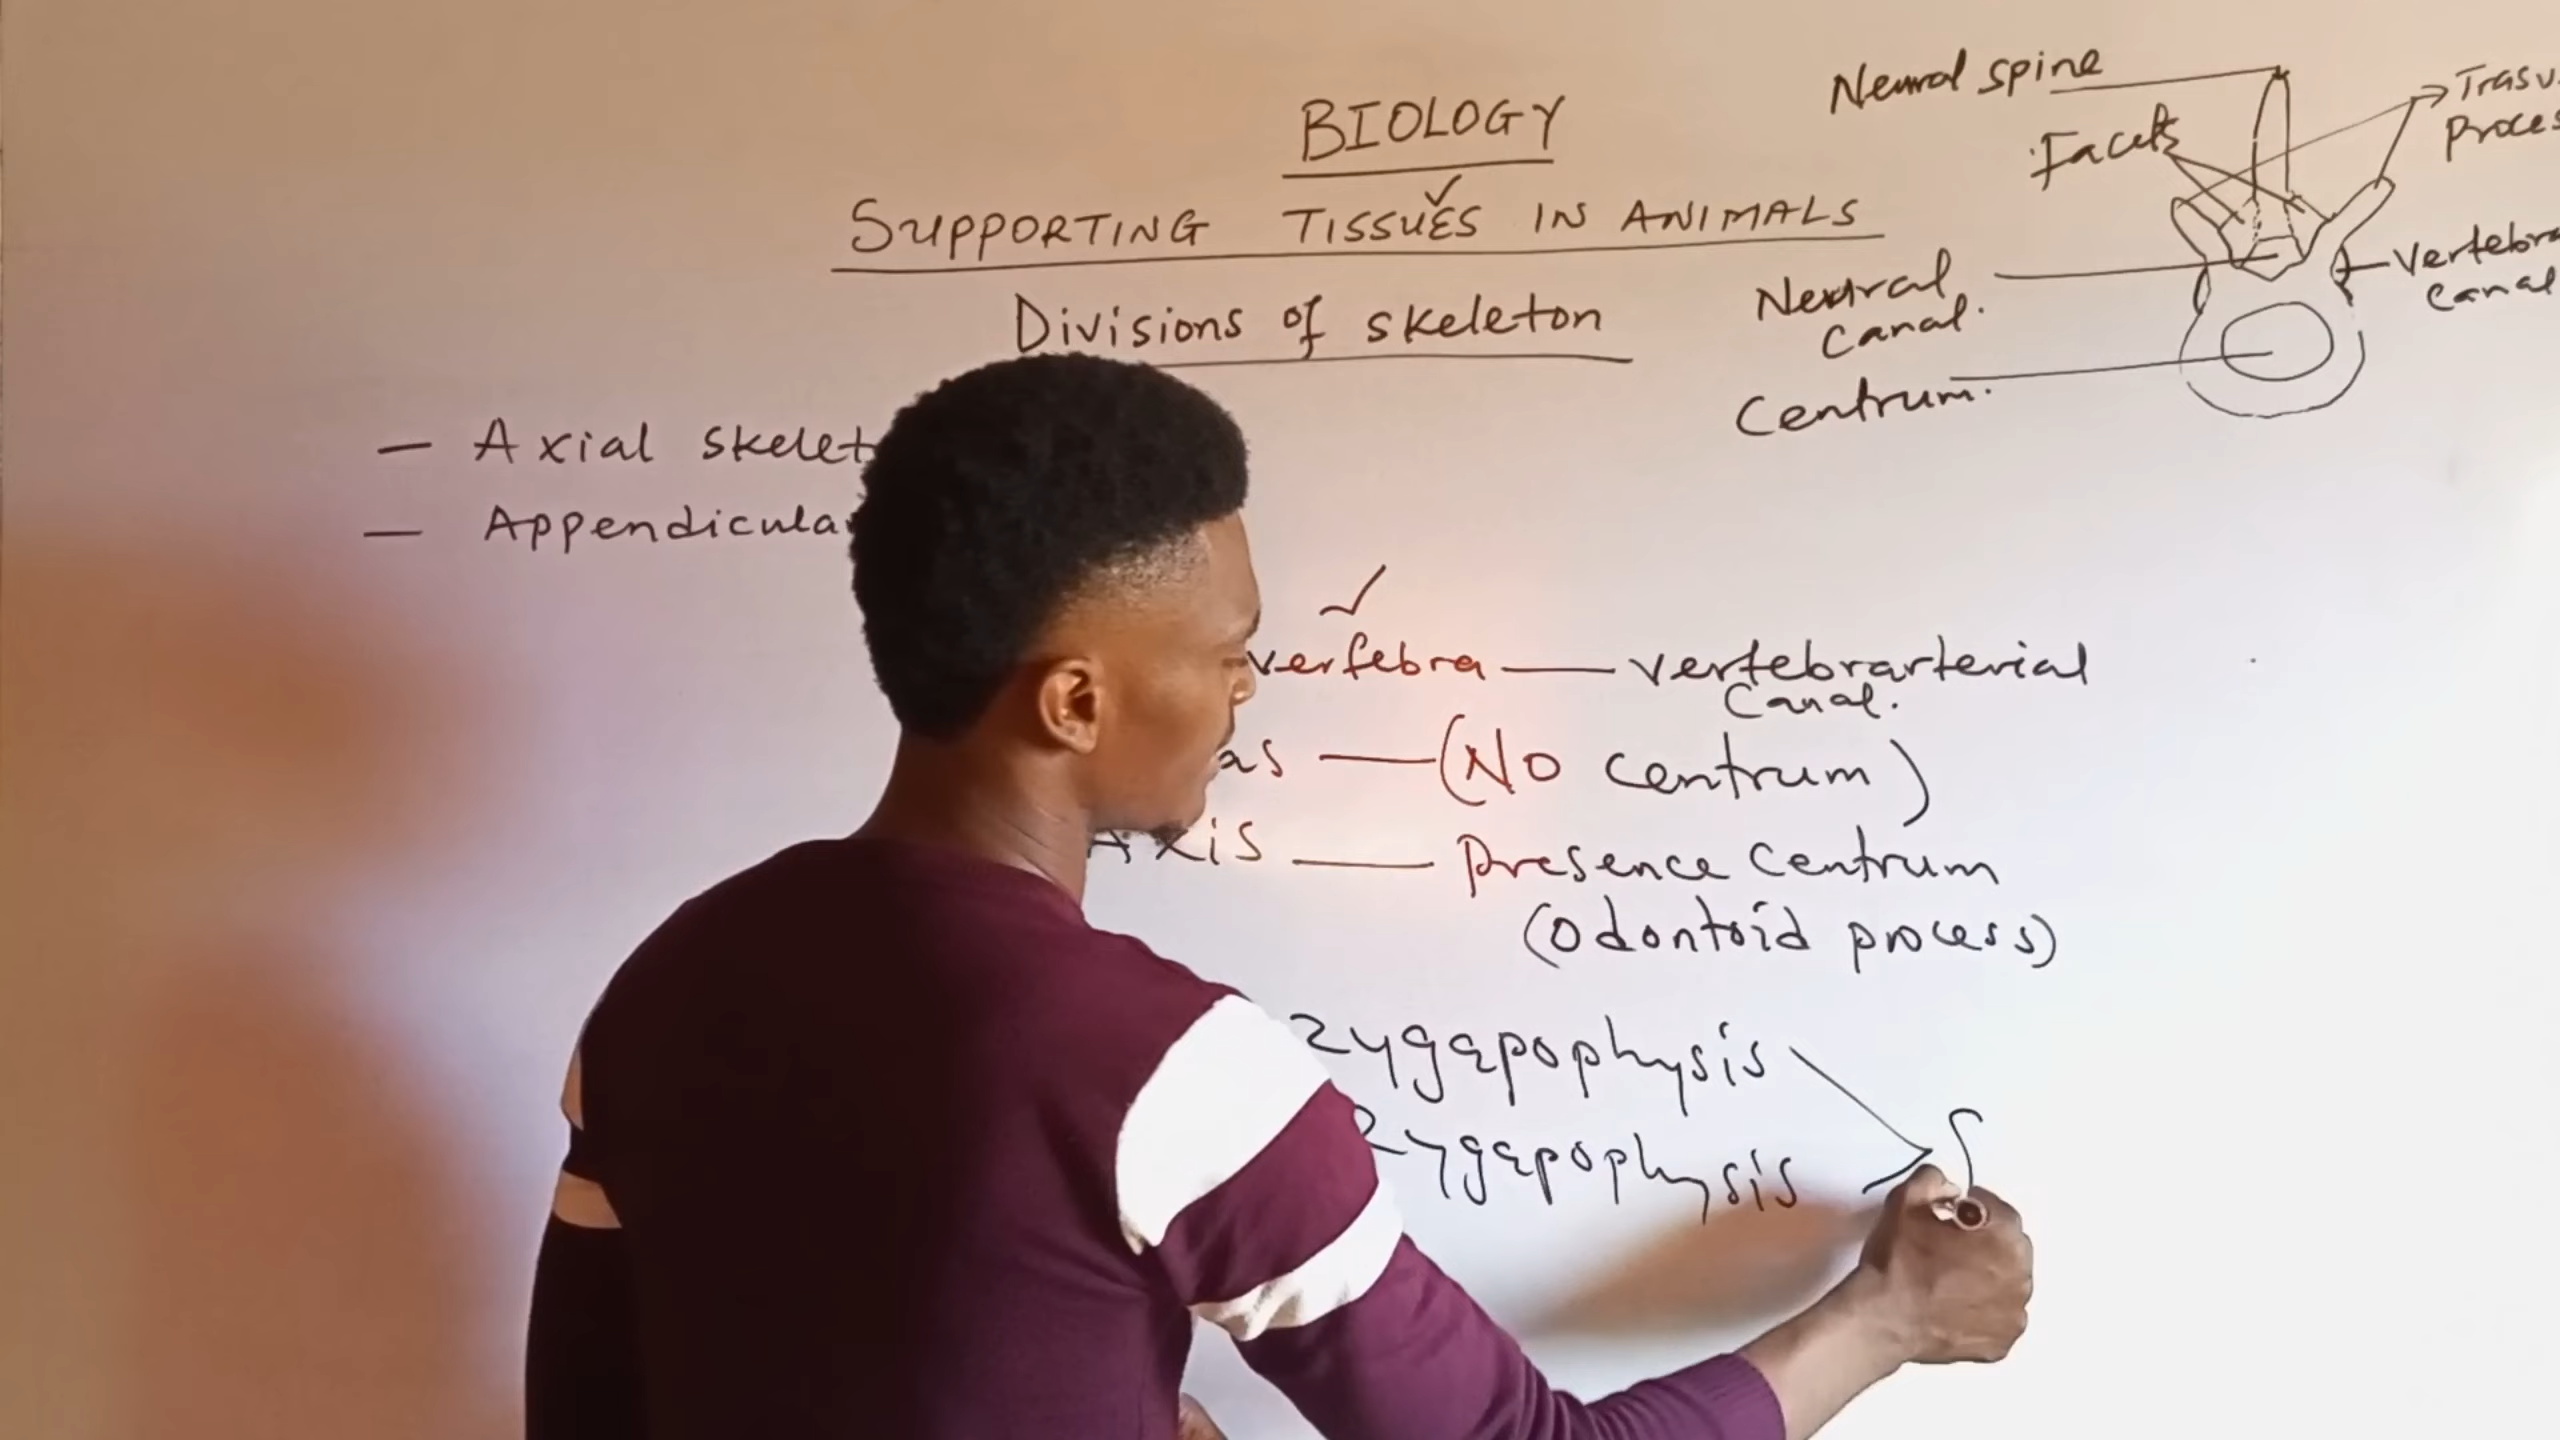 BIOLOGY
SUPPORTING TISSUES IN ANIMALS
Divisions of skeleton
— Axial skelet
— Appendicula
Neural spine
Facets
Neural
Canal.
Centrum.
Trasv
Proces
Vertebra
Canal
vertebra — vertebrarterial
Canal.
as — (No centrum)
Axis — presence centrum
(Odontoid process)
zygapophysis
zygapophysis